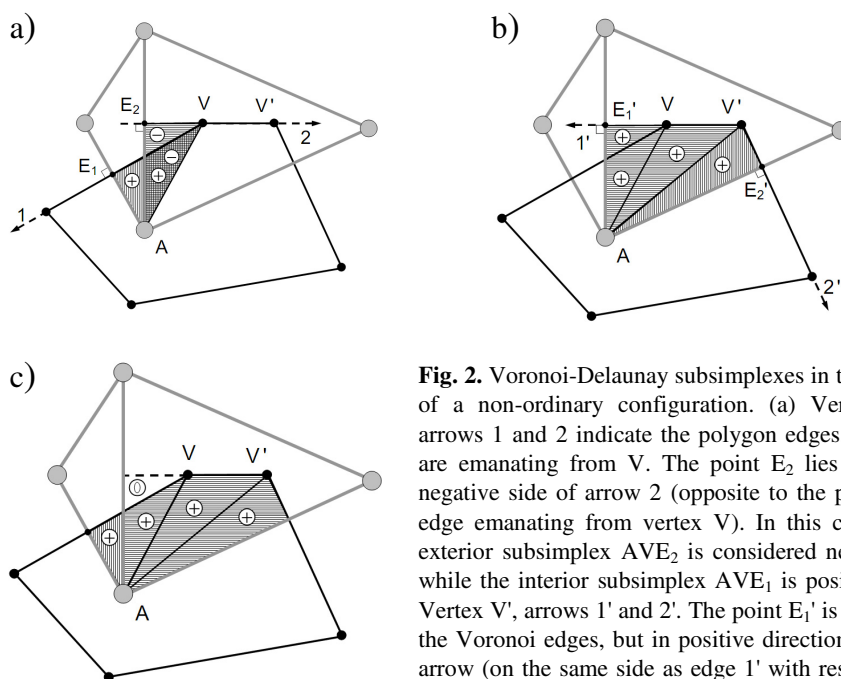 a)
E2
V
V'
2
−
−
E1
+
+
1
A
b)
E1'
V
V'
1'
+
+
+
+
E2'
A
2'
c)
V
V'
0
+
+
+
+
A
Fig. 2. Voronoi-Delaunay subsimplexes in t
of a non-ordinary configuration. (a) Ver
arrows 1 and 2 indicate the polygon edges
are emanating from V. The point E2 lies
negative side of arrow 2 (opposite to the p
edge emanating from vertex V). In this c
exterior subsimplex AVE2 is considered ne
while the interior subsimplex AVE1 is posi
Vertex V', arrows 1' and 2'. The point E1' is
the Voronoi edges, but in positive direction
arrow (on the same side as edge 1' with res